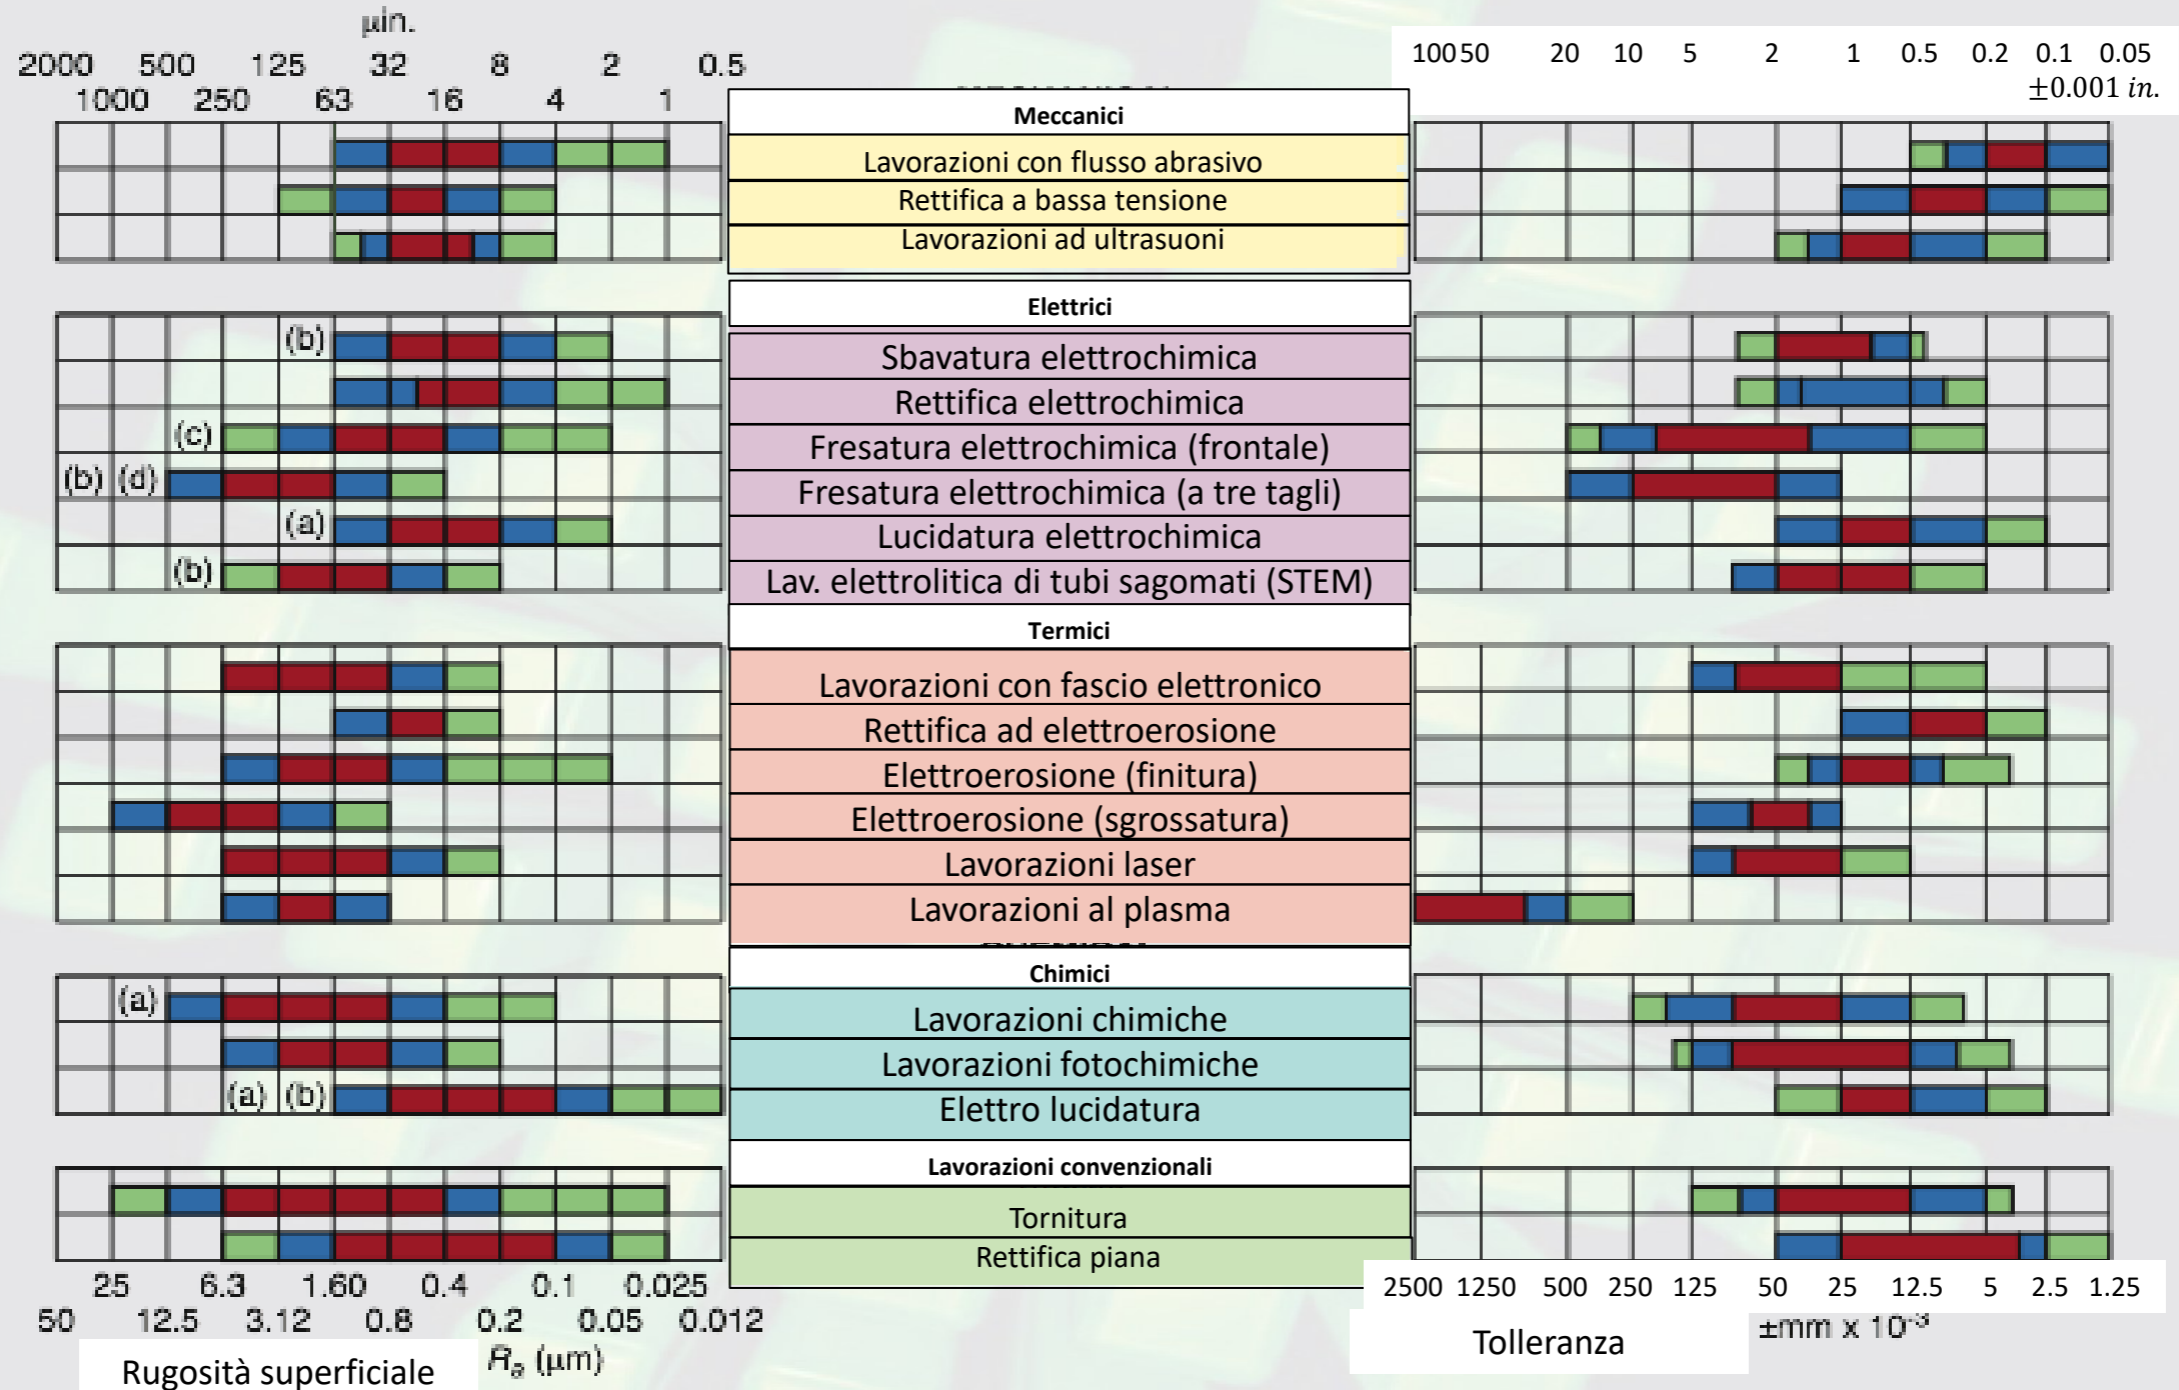 µin.
2000 500 125 32 8 2 0.5
1000 250 63 16 4 1
100 50 20 10 5 2 1 0.5 0.2 0.1 0.05
±0.001 in.
Meccanici
Lavorazioni con flusso abrasivo
Rettifica a bassa tensione
Lavorazioni ad ultrasuoni
Elettrici
(b) Sbavatura elettrochimica
Rettifica elettrochimica
(c) Fresatura elettrochimica (frontale)
(b) (d) Fresatura elettrochimica (a tre tagli)
(a) Lucidatura elettrochimica
(b) Lav. elettrolitica di tubi sagomati (STEM)
Termici
Lavorazioni con fascio elettronico
Rettifica ad elettroerosione
Elettroerosione (finitura)
Elettroerosione (sgrossatura)
Lavorazioni laser
Lavorazioni al plasma
Chimici
(a) Lavorazioni chimiche
Lavorazioni fotochimiche
(a) (b) Elettro lucidatura
Lavorazioni convenzionali
Tornitura
Rettifica piana
25 6.3 1.60 0.4 0.1 0.025
50 12.5 3.12 0.8 0.2 0.05 0.012
Rugosità superficiale Ra (µm)
2500 1250 500 250 125 50 25 12.5 5 2.5 1.25
Tolleranza ±mm x 10-3